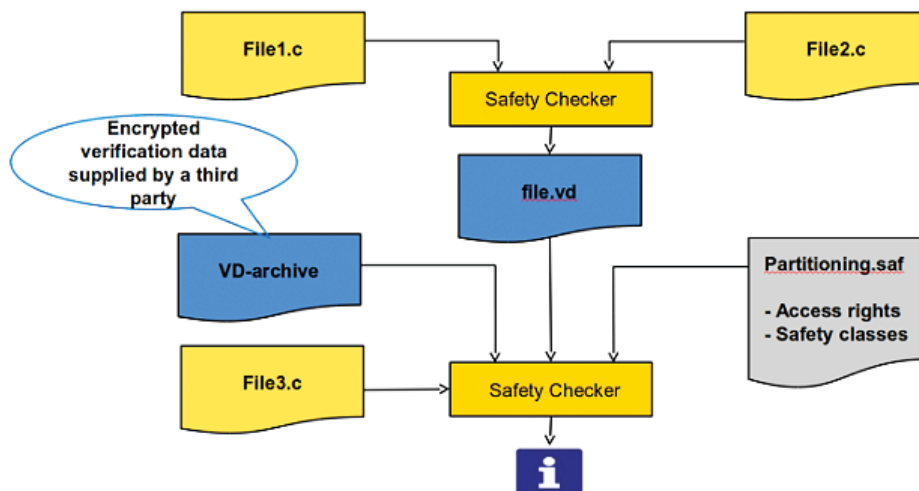 File1.c
File2.c
Safety Checker
Encrypted
verification data
supplied by a third
party
file.vd
VD-archive
Partitioning.saf
- Access rights
- Safety classes
File3.c
Safety Checker
i